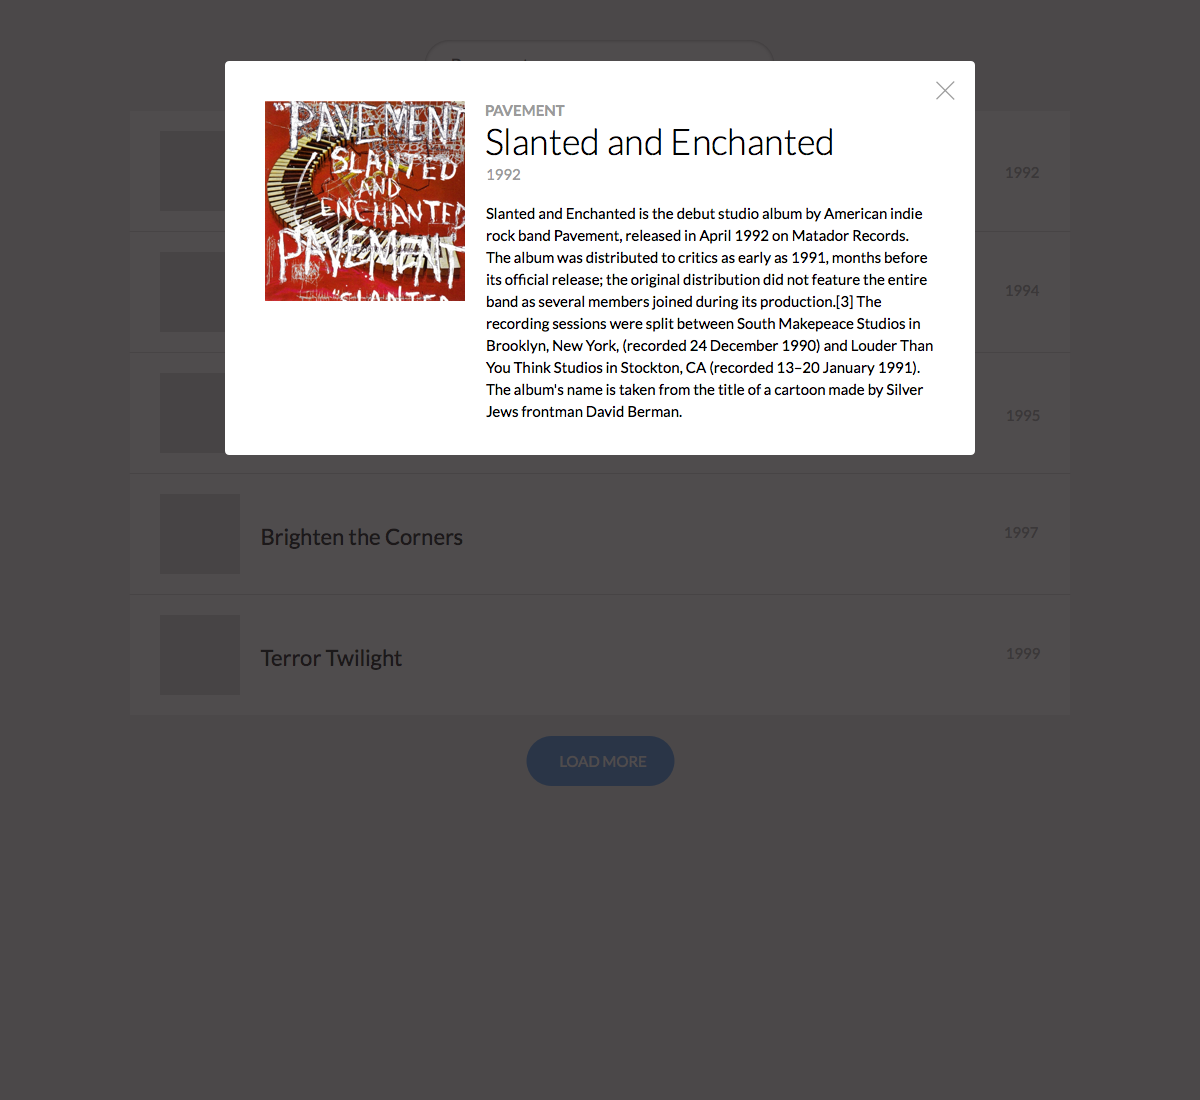 PAVEMENT
Slanted and Enchanted
1992
"PAVEMENT
SLANTED
AND
ENCHANTED
PAVEMENT
"SLANTED
Slanted and Enchanted is the debut studio album by American indie
rock band Pavement, released in April 1992 on Matador Records.
The album was distributed to critics as early as 1991, months before
its official release; the original distribution did not feature the entire
band as several members joined during its production.[3] The
recording sessions were split between South Makepeace Studios in
Brooklyn, New York, (recorded 24 December 1990) and Louder Than
You Think Studios in Stockton, CA (recorded 13–20 January 1991).
The album's name is taken from the title of a cartoon made by Silver
Jews frontman David Berman.
1992
1994
1995
Brighten the Corners
1997
Terror Twilight
1999
LOAD MORE